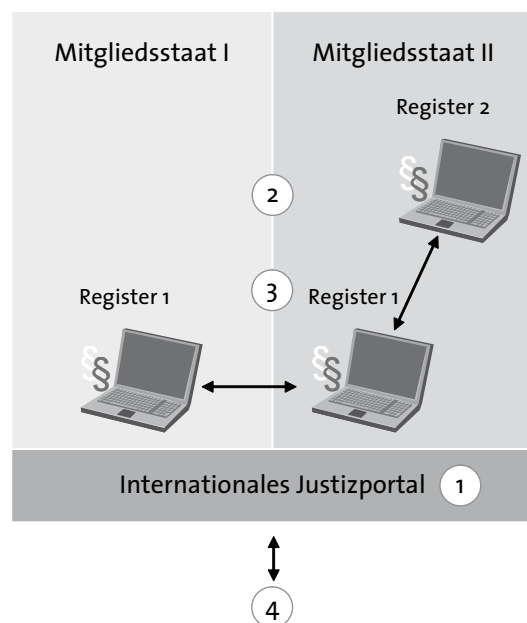 Mitgliedsstaat I
Mitgliedsstaat II
Register 2
§§
2
3
Register 1
Register 1
§§
§§
Internationales Justizportal 1
4